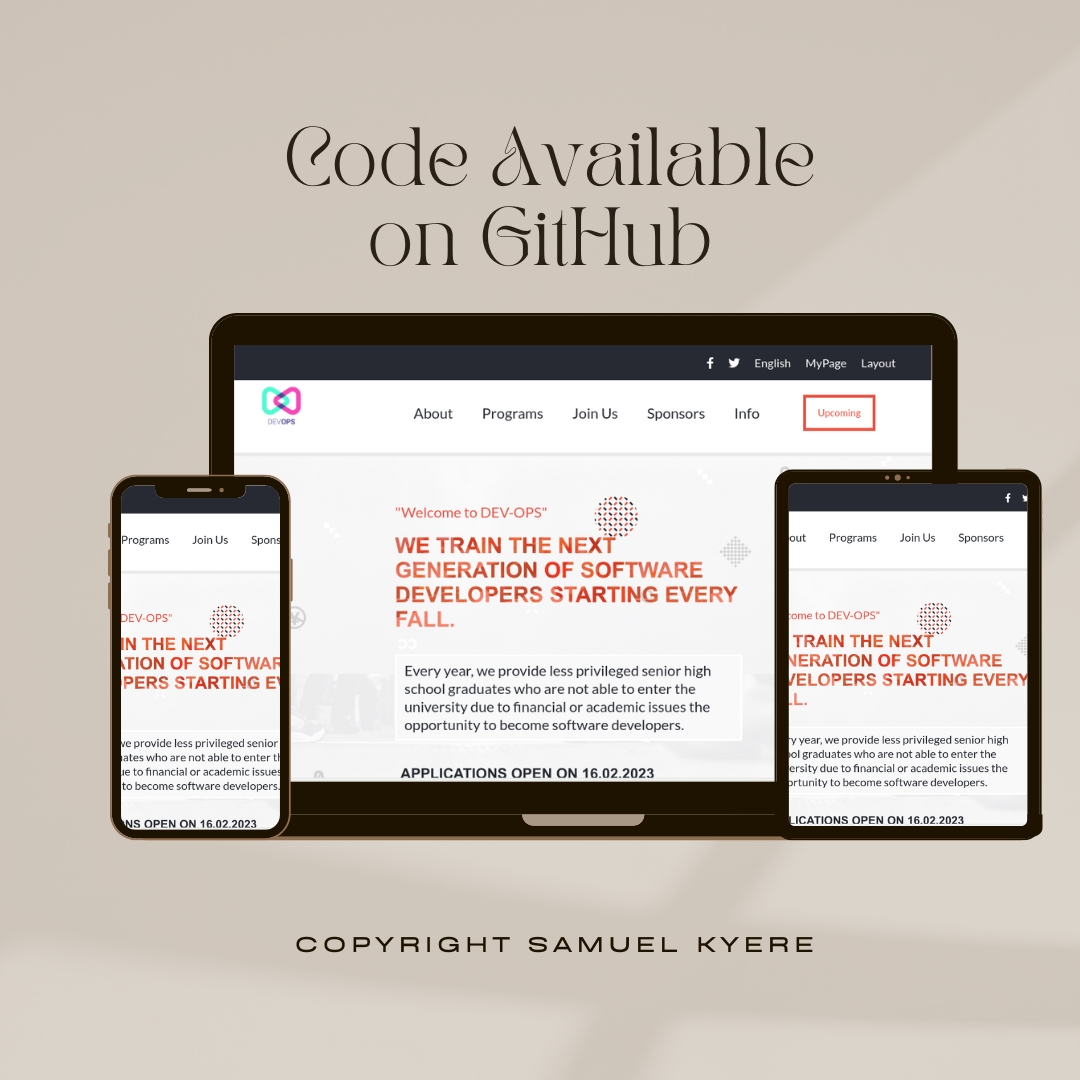 Code Available
on GitHub
English MyPage Layout
DEVOPS
About Programs Join Us Sponsors Info Upcoming
"Welcome to DEV-OPS"
WE TRAIN THE NEXT
GENERATION OF SOFTWARE
DEVELOPERS STARTING EVERY
FALL.
Every year, we provide less privileged senior high
school graduates who are not able to enter the
university due to financial or academic issues the
opportunity to become software developers.
APPLICATIONS OPEN ON 16.02.2023
Programs Join Us Spons
DEV-OPS"
IN THE NEXT
ATION OF SOFTWAR
OPERS STARTING EV
we provide less privileged senior
uates who are not able to enter th
ue to financial or academic issues
to become software developers.
NS OPEN ON 16.02.2023
out Programs Join Us Sponsors
come to DEV-OPS"
TRAIN THE NEXT
NERATION OF SOFTWARE
VELOPERS STARTING EVERY
LL.
ry year, we provide less privileged senior high
ool graduates who are not able to enter the
ersity due to financial or academic issues the
ortunity to become software developers.
LICATIONS OPEN ON 16.02.2023
COPYRIGHT SAMUEL KYERE